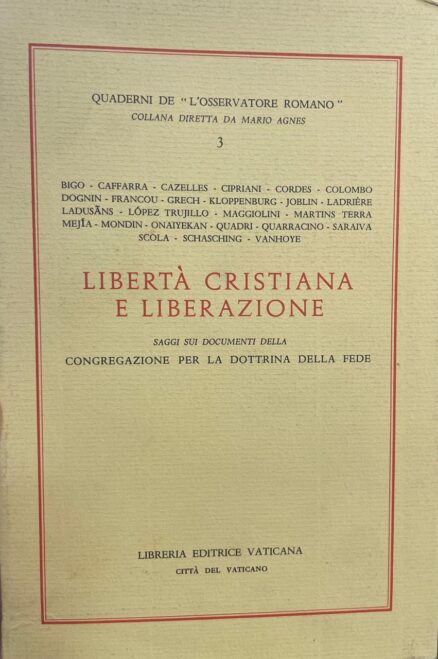 QUADERNI DE "L'OSSERVATORE ROMANO"
COLLANA DIRETTA DA MARIO AGNES
3
BIGO - CAFFARRA - CAZELLES - CIPRIANI - CORDES - COLOMBO
DOGNIN - FRANCOU - GRECH - KLOPPENBURG - JOBLIN - LADRIÈRE
LADUSÃNS - LÓPEZ TRUJILLO - MAGGIOLINI - MARTINS TERRA
MEJÍA - MONDIN - ONAIYEKAN - QUADRI - QUARRACINO - SARAIVA
SCOLA - SCHASCHING - VANHOYE
LIBERTÀ CRISTIANA
E LIBERAZIONE
SAGGI SUI DOCUMENTI DELLA
CONGREGAZIONE PER LA DOTTRINA DELLA FEDE
LIBRERIA EDITRICE VATICANA
CITTÀ DEL VATICANO